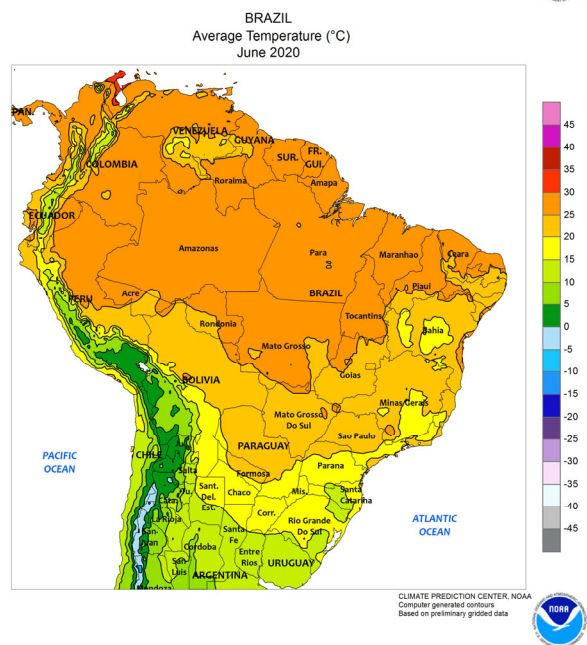 BRAZIL
Average Temperature (°C)
June 2020
PAN.
VENEZUELA
GUYANA
COLOMBIA
SUR.
FR.
GUI.
Roraima
Amapa
ECUADOR
Amazonas
Para
Maranhao
Ceara
PERU
Acre
BRAZIL
Piaui
Rondonia
Tocantins
Mato Grosso
Bahia
BOLIVIA
Goias
Mato Grosso
Do Sul
Minas Gerais
Sao Paulo
PARAGUAY
CHILE
Salta
Formosa
Parana
Sant.
Del.
Est.
Chaco
Mis.
Santa
Catarina
Ju.
Cata.
Corr.
La Rioja
Rio Grande
Do Sul
San
Juan
Cordoba
Santa
Fe
Entre
Rios
URUGUAY
San
Luis
ARGENTINA
Mendoza
PACIFIC
OCEAN
ATLANTIC
OCEAN
45
40
35
30
25
20
15
10
5
0
-5
-10
-15
-20
-25
-30
-35
-40
-45
CLIMATE PREDICTION CENTER, NOAA
Computer generated contours
Based on preliminary gridded data
NOAA